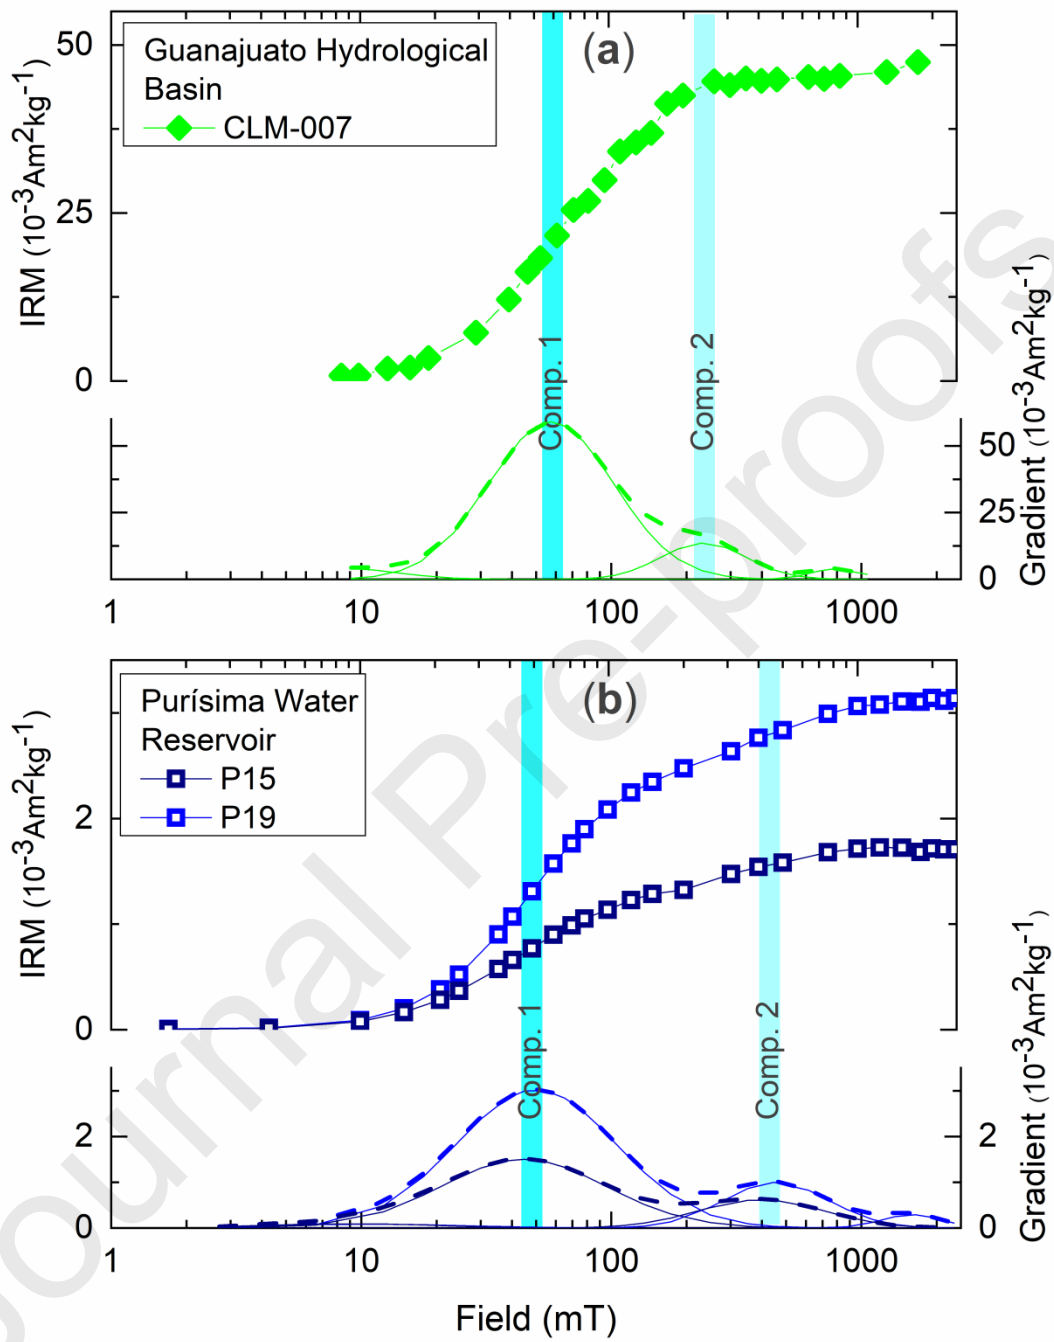 Guanajuato Hydrological
Basin
CLM-007
(a)
50
25
0
IRM (10⁻³Am²kg⁻¹)
Comp. 1
Comp. 2
50
25
0
Gradient (10⁻³Am²kg⁻¹)
1 10 100 1000
Purísima Water
Reservoir
P15
P19
(b)
2
0
IRM (10⁻³Am²kg⁻¹)
Comp. 1
Comp. 2
2
0
2
0
Gradient (10⁻³Am²kg⁻¹)
1 10 100 1000
Field (mT)
Journal Pre-proofs